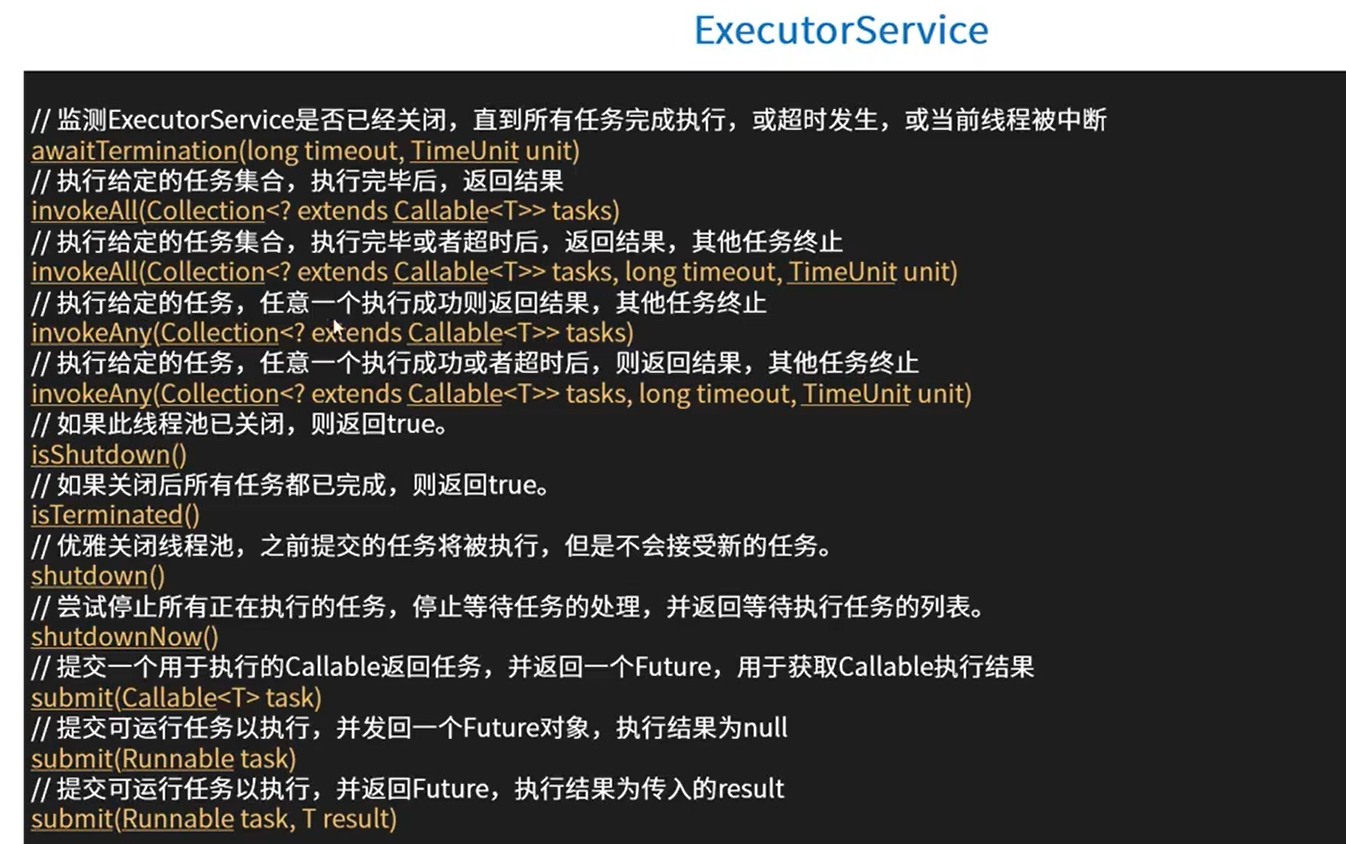 ExecutorService
// 监测ExecutorService是否已经关闭，直到所有任务完成执行，或超时发生，或当前线程被中断
awaitTermination(long timeout, TimeUnit unit)
// 执行给定的任务集合，执行完毕后，返回结果
invokeAll(Collection<? extends Callable<T>> tasks)
// 执行给定的任务集合，执行完毕或者超时后，返回结果，其他任务终止
invokeAll(Collection<? extends Callable<T>> tasks, long timeout, TimeUnit unit)
// 执行给定的任务，任意一个执行成功则返回结果，其他任务终止
invokeAny(Collection<? extends Callable<T>> tasks)
// 执行给定的任务，任意一个执行成功或者超时后，则返回结果，其他任务终止
invokeAny(Collection<? extends Callable<T>> tasks, long timeout, TimeUnit unit)
// 如果此线程池已关闭，则返回true。
isShutdown()
// 如果关闭后所有任务都已完成，则返回true。
isTerminated()
// 优雅关闭线程池，之前提交的任务将被执行，但是不会接受新的任务。
shutdown()
// 尝试停止所有正在执行的任务，停止等待任务的处理，并返回等待执行任务的列表。
shutdownNow()
// 提交一个用于执行的Callable返回任务，并返回一个Future，用于获取Callable执行结果
submit(Callable<T> task)
// 提交可运行任务以执行，并发回一个Future对象，执行结果为null
submit(Runnable task)
// 提交可运行任务以执行，并返回Future，执行结果为传入的result
submit(Runnable task, T result)